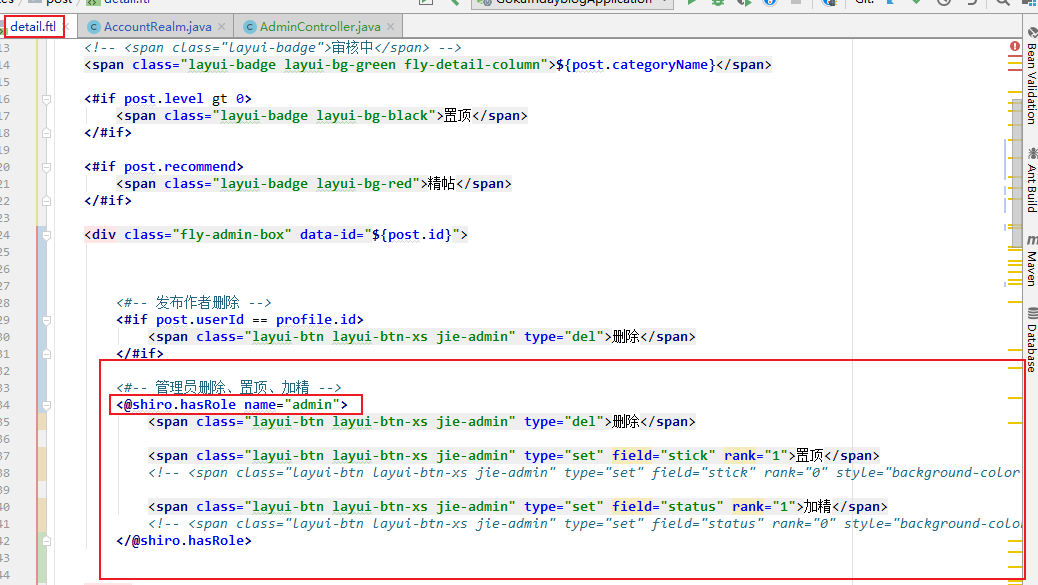 detail.ftl
AccountRealm.java
AdminController.java
13 <!-- <span class="layui-badge">审核中</span> -->
14 <span class="layui-badge layui-bg-green fly-detail-column">${post.categoryName}</span>
15
16 <#if post.level gt 0>
17 <span class="layui-badge layui-bg-black">置顶</span>
18 </#if>
19
20 <#if post.recommend>
21 <span class="layui-badge layui-bg-red">精帖</span>
22 </#if>
23
24 <div class="fly-admin-box" data-id="${post.id}">
25
26
27
28 <#-- 发布作者删除 -->
29 <#if post.userId == profile.id>
30 <span class="layui-btn layui-btn-xs jie-admin" type="del">删除</span>
31 </#if>
32
33 <#-- 管理员删除、置顶、加精 -->
34 <@shiro.hasRole name="admin">
35 <span class="layui-btn layui-btn-xs jie-admin" type="del">删除</span>
36
37 <span class="layui-btn layui-btn-xs jie-admin" type="set" field="stick" rank="1">置顶</span>
38 <!-- <span class="layui-btn layui-btn-xs jie-admin" type="set" field="stick" rank="0" style="background-color
39
40 <span class="layui-btn layui-btn-xs jie-admin" type="set" field="status" rank="1">加精</span>
41 <!-- <span class="layui-btn layui-btn-xs jie-admin" type="set" field="status" rank="0" style="background-colo
42 </@shiro.hasRole>
43
44
Bean Validation
Ant Build
Maven
Database